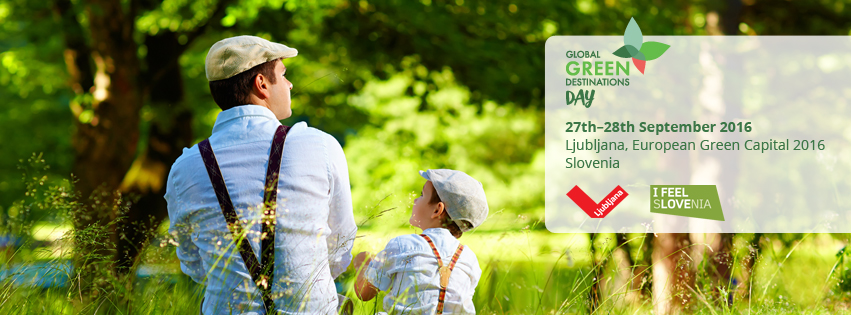 GLOBAL
GREEN
DESTINATIONS
DAY
27th–28th September 2016
Ljubljana, European Green Capital 2016
Slovenia
Ljubljana
I FEEL
SLOVENIA